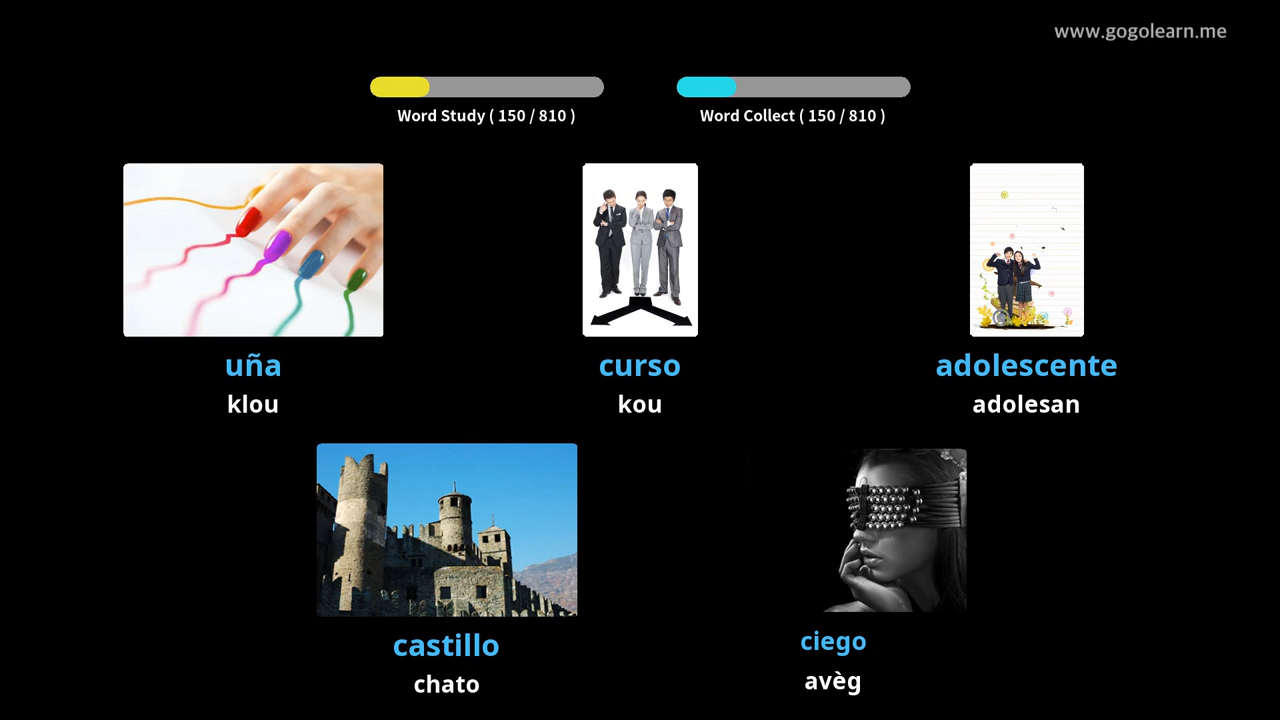 www.gogolearn.me
Word Study ( 150 / 810 )
Word Collect ( 150 / 810 )
uña
klou
curso
kou
adolescente
adolesan
castillo
chato
ciego
avèg